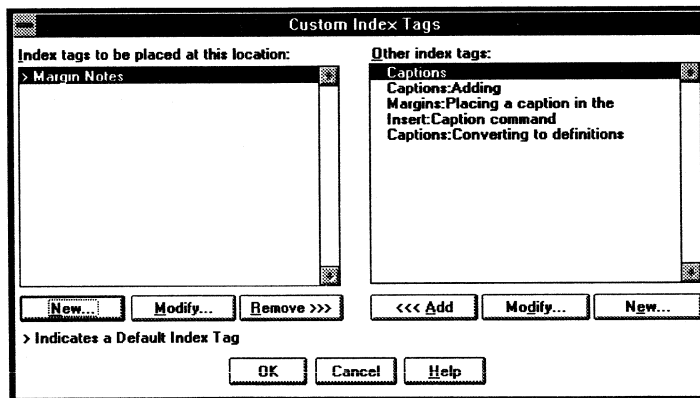 Custom Index Tags
Index tags to be placed at this location:
> Margin Notes
Other index tags:
Captions
Captions:Adding
Margins:Placing a caption in the
Insert:Caption command
Captions:Converting to definitions
New... Modify... Remove >>>
<<< Add Modify... New...
> Indicates a Default Index Tag
OK Cancel Help